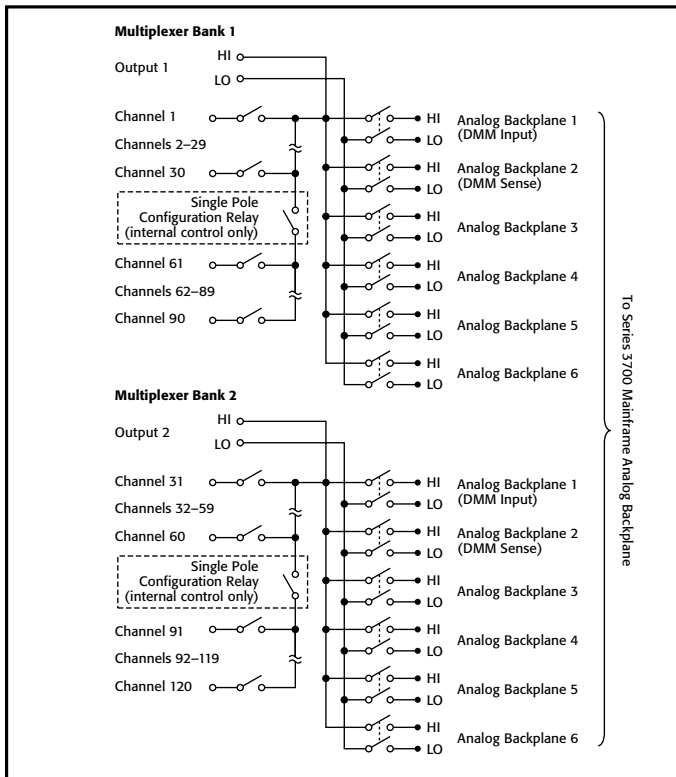 Multiplexer Bank 1
HI
Output 1
LO
Channel 1
HI
Analog Backplane 1
(DMM Input)
LO
Channels 2–29
HI
Analog Backplane 2
(DMM Sense)
LO
Channel 30
Single Pole
Configuration Relay
(internal control only)
HI
Analog Backplane 3
LO
Channel 61
HI
Analog Backplane 4
LO
Channels 62–89
HI
Analog Backplane 5
LO
Channel 90
HI
Analog Backplane 6
LO
Multiplexer Bank 2
HI
Output 2
LO
Channel 31
HI
Analog Backplane 1
(DMM Input)
LO
Channels 32–59
HI
Analog Backplane 2
(DMM Sense)
LO
Channel 60
Single Pole
Configuration Relay
(internal control only)
HI
Analog Backplane 3
LO
Channel 91
HI
Analog Backplane 4
LO
Channels 92–119
HI
Analog Backplane 5
LO
Channel 120
HI
Analog Backplane 6
LO
To Series 3700 Mainframe Analog Backplane